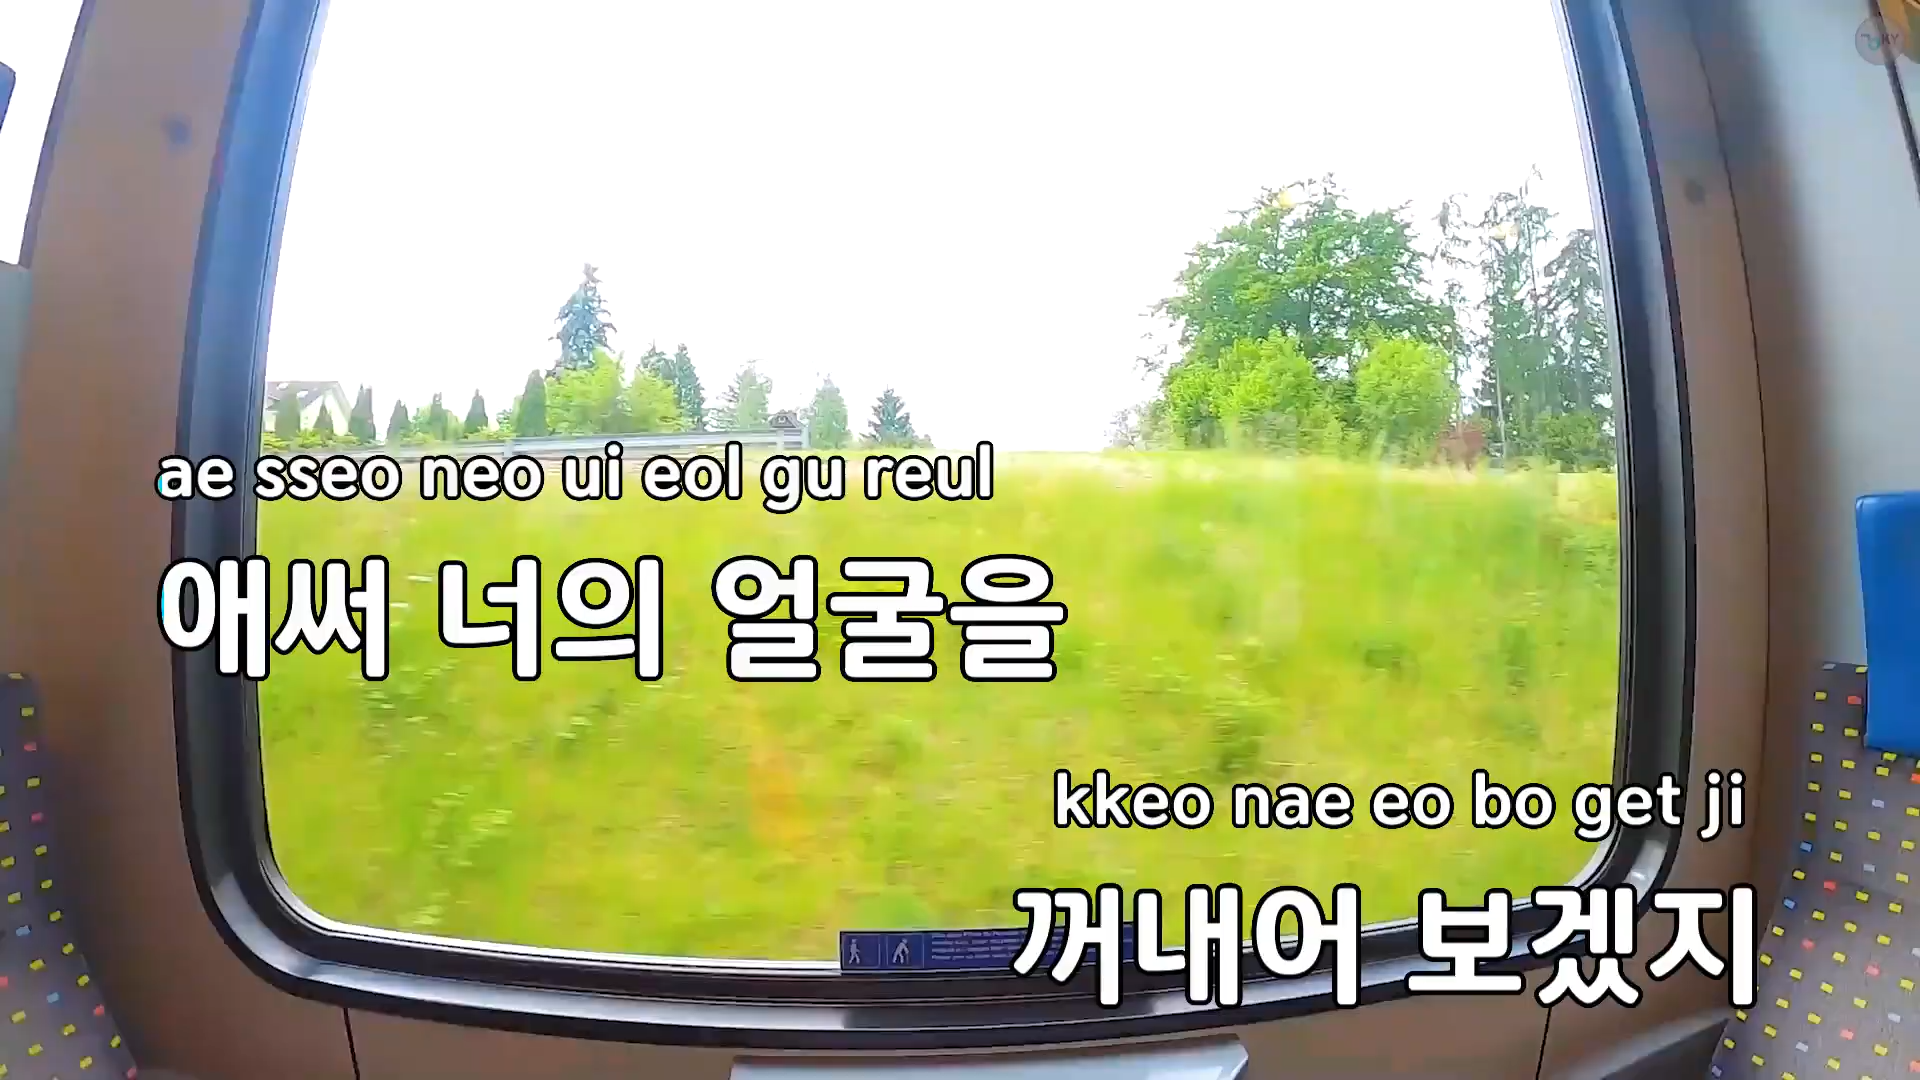 ae sseo neo ui eol gu reul
애써 너의 얼굴을
kkeo nae eo bo get ji
꺼내어 보겠지
KY